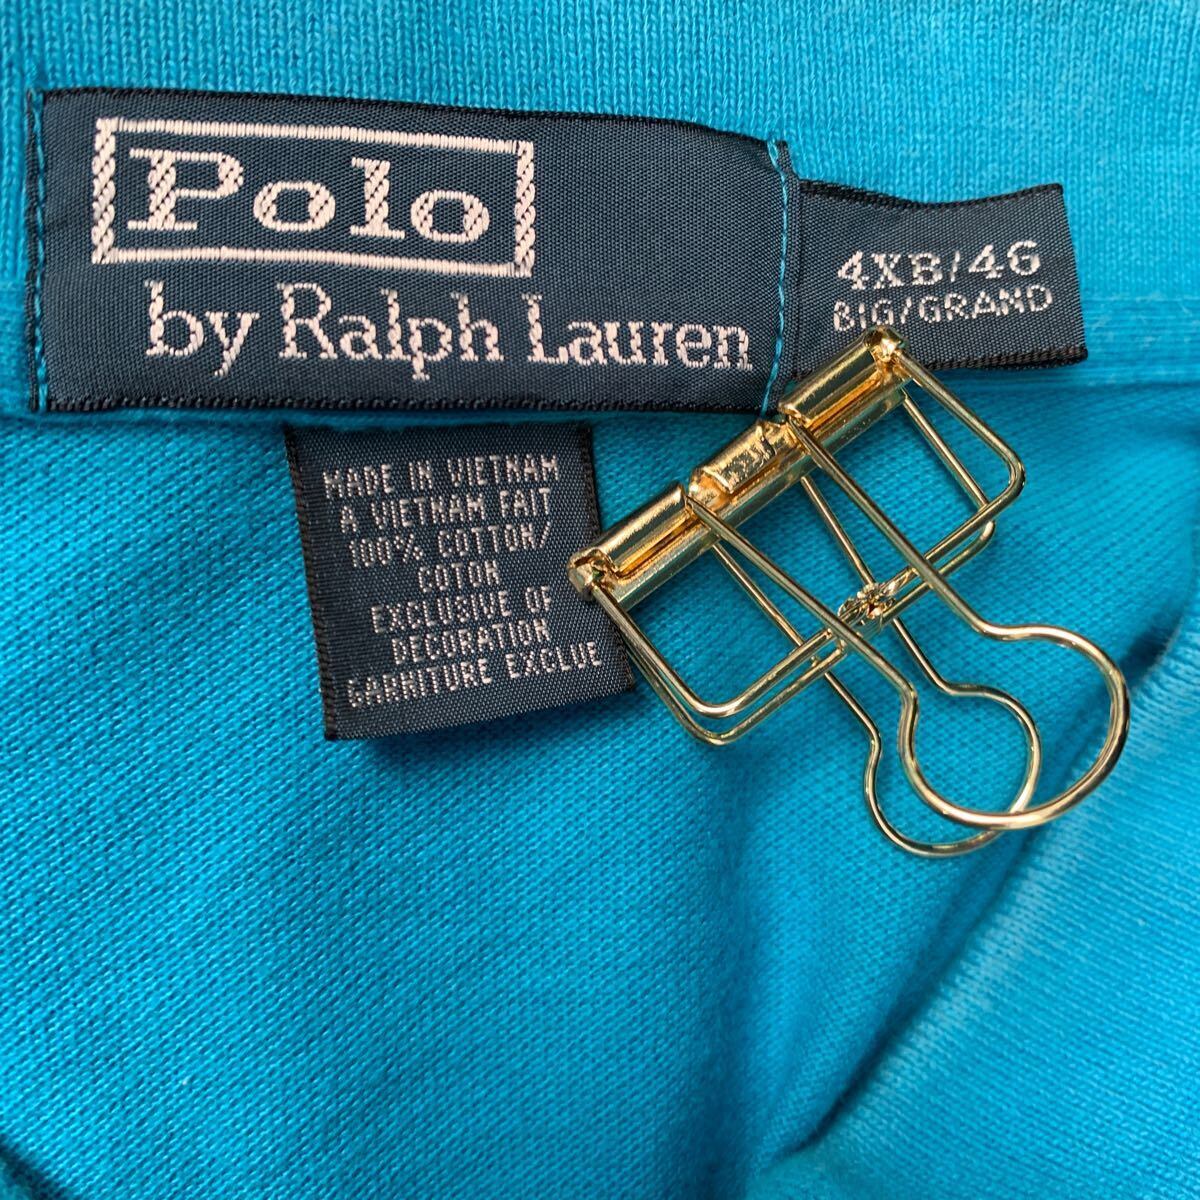 Polo
by Ralph Lauren
4XB/4G
BIG/GRAND
MADE IN VIETNAM
A VIETNAM FAIT
100% COTTON/
COTON
EXCLUSIVE OF
DECORATION
GARNITURE EXCLUE